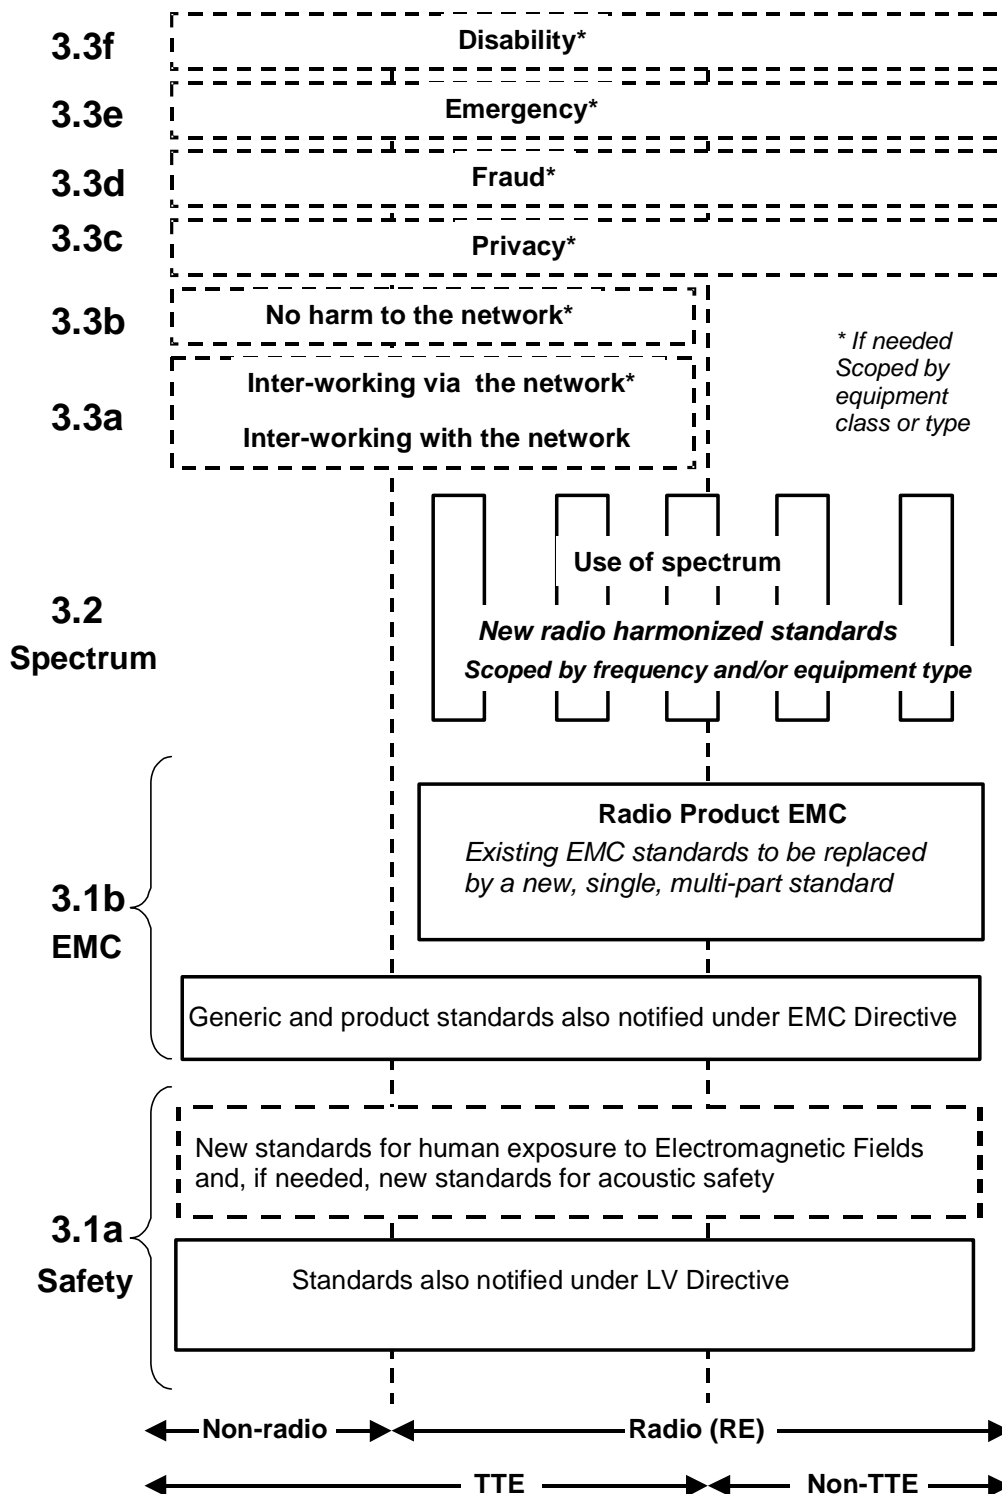 3.3f
Disability*
3.3e
Emergency*
3.3d
Fraud*
3.3c
Privacy*
3.3b
No harm to the network*
* If needed
Scoped by
equipment
class or type
3.3a
Inter-working via the network*
Inter-working with the network
3.2
Spectrum
Use of spectrum
New radio harmonized standards
Scoped by frequency and/or equipment type
3.1b
EMC
Radio Product EMC
Existing EMC standards to be replaced
by a new, single, multi-part standard
Generic and product standards also notified under EMC Directive
3.1a
Safety
New standards for human exposure to Electromagnetic Fields
and, if needed, new standards for acoustic safety
Standards also notified under LV Directive
Non-radio
Radio (RE)
TTE
Non-TTE